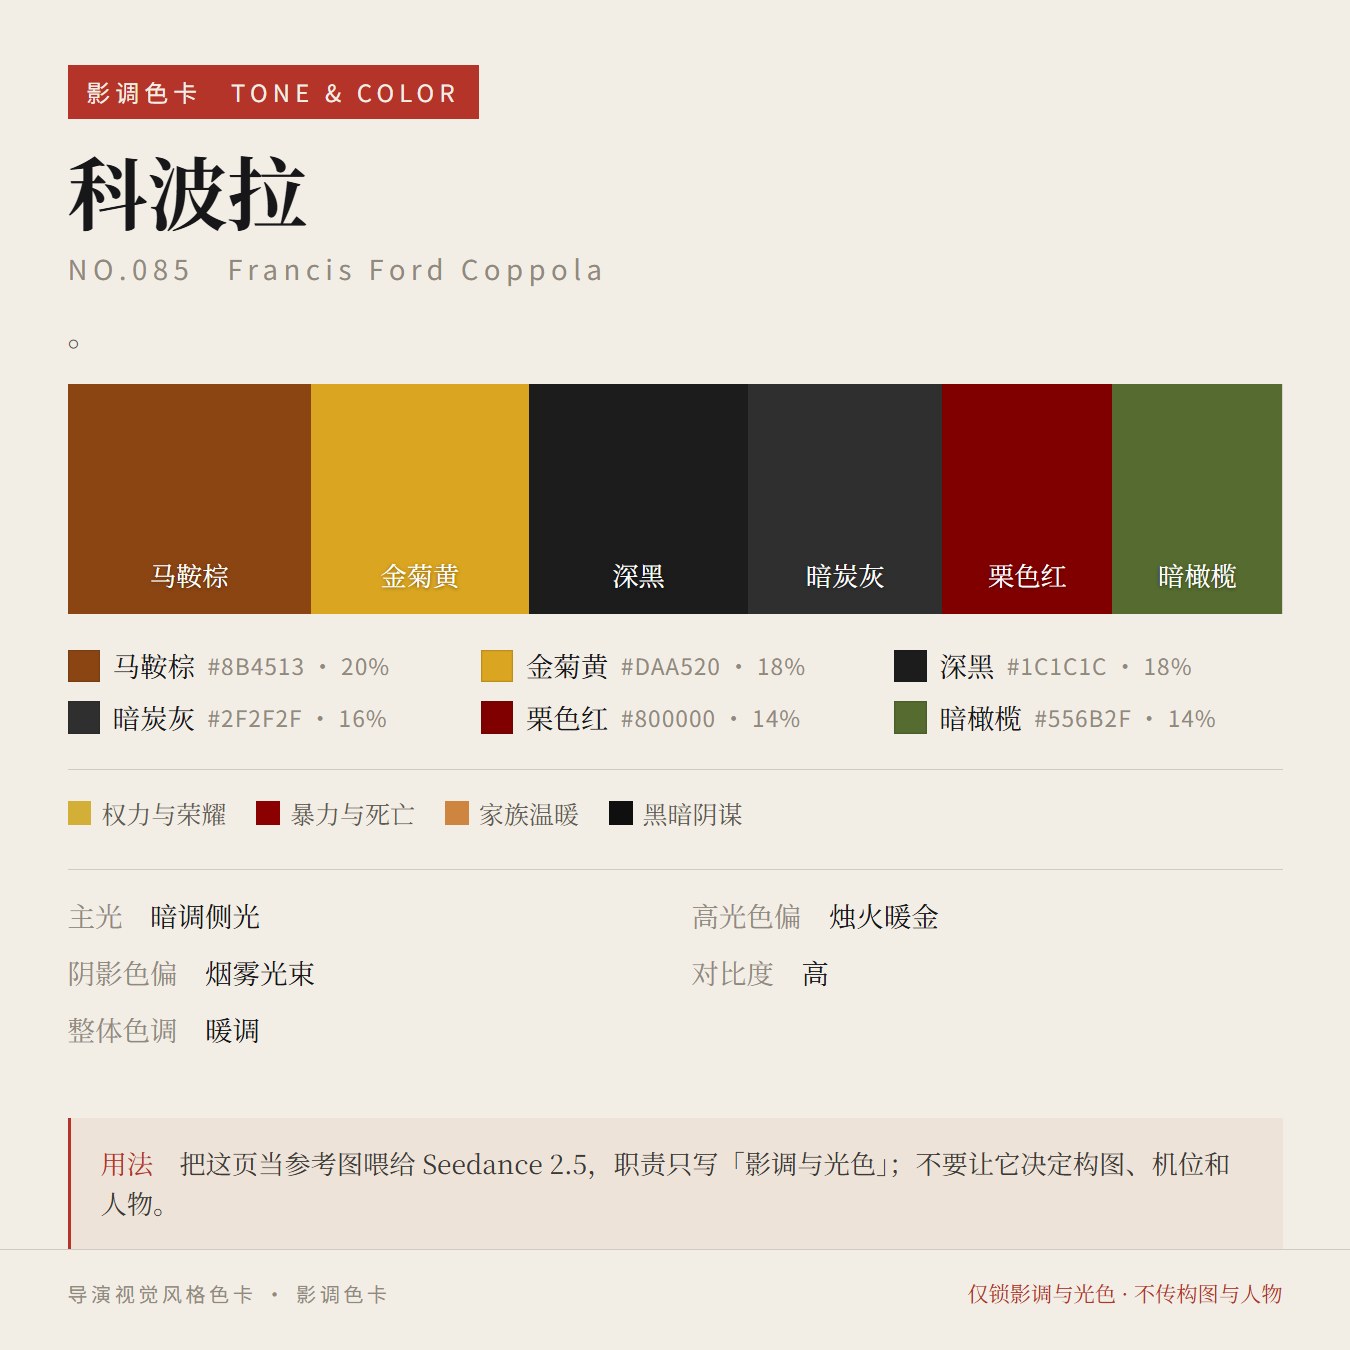 影调色卡 TONE & COLOR
科波拉
NO.085 Francis Ford Coppola
。
马鞍棕 金菊黄 深黑 暗炭灰 栗色红 暗橄榄
马鞍棕 #8B4513 · 20% 金菊黄 #DAA520 · 18% 深黑 #1C1C1C · 18%
暗炭灰 #2F2F2F · 16% 栗色红 #800000 · 14% 暗橄榄 #556B2F · 14%
权力与荣耀 暴力与死亡 家族温暖 黑暗阴谋
主光 暗调侧光 高光色偏 烛火暖金
阴影色偏 烟雾光束 对比度 高
整体色调 暖调
用法 把这页当参考图喂给 Seedance 2.5，职责只写「影调与光色」；不要让它决定构图、机位和
人物。
导演视觉风格色卡 · 影调色卡 仅锁影调与光色 · 不传构图与人物